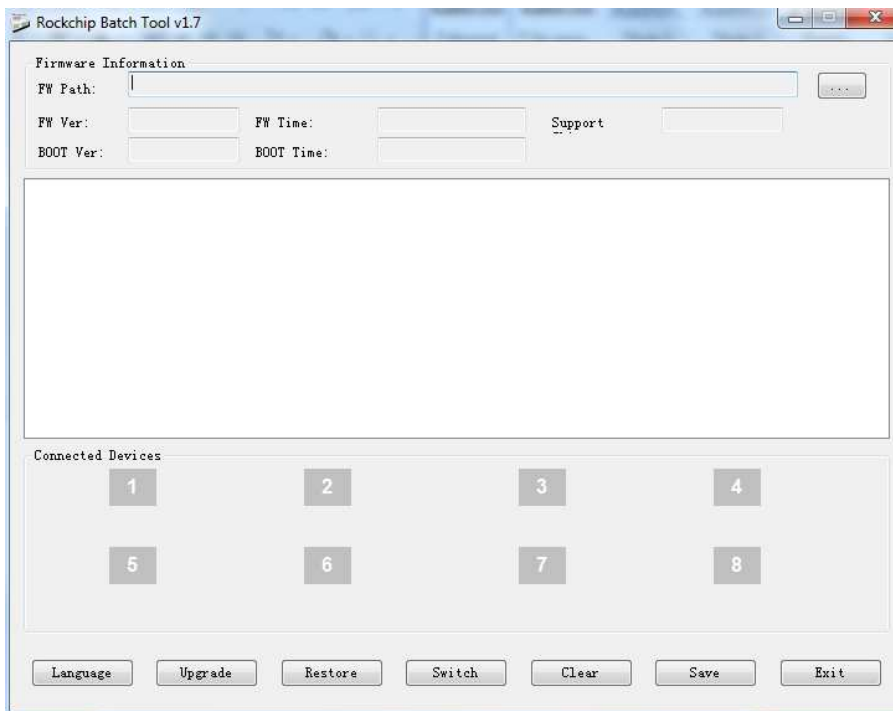 Rockchip Batch Tool v1.7
Firmware Information
FW Path:
...
FW Ver: FW Time: Support
BOOT Ver: BOOT Time:
Connected Devices
1 2 3 4
5 6 7 8
Language Upgrade Restore Switch Clear Save Exit